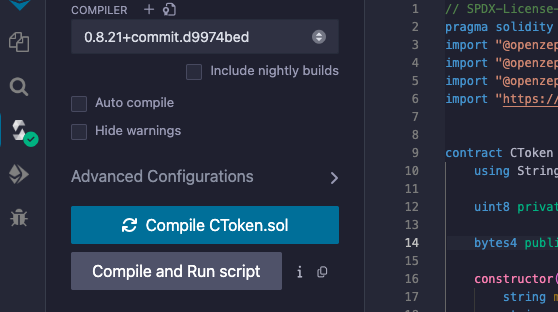 COMPILER
0.8.21+commit.d9974bed
Include nightly builds
Auto compile
Hide warnings
Advanced Configurations
Compile CToken.sol
Compile and Run script
i
1 // SPDX-License-
2 pragma solidity
3 import "@openzep
4 import "@openzep
5 import "@openzep
6 import "https://
7
8
9 contract CToken
10 using String
11
12 uint8 privat
13
14 bytes4 publi
15
16 constructor(
17 string